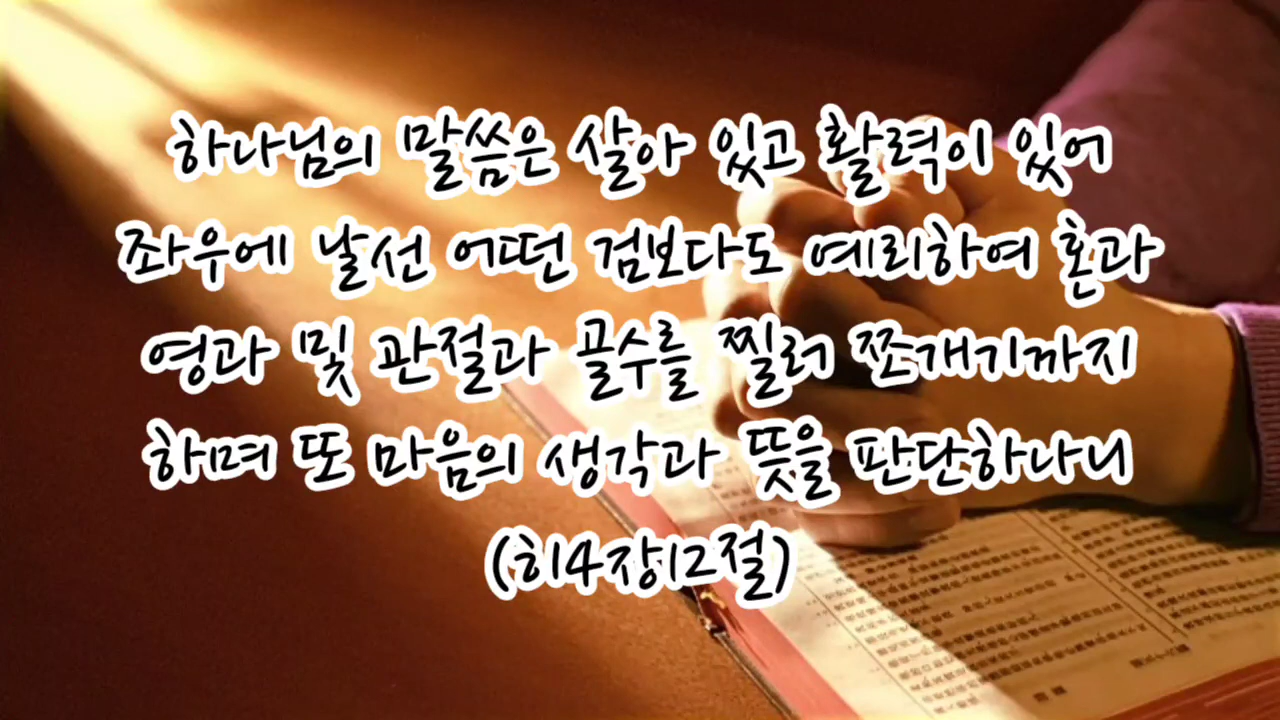 하나님의 말씀은 살아 있고 활력이 있어
좌우에 날선 어떤 검보다도 예리하여 혼과
영과 및 관절과 골수를 찔러 쪼개기까지
하며 또 마음의 생각과 뜻을 판단하나니
(히4장12절)